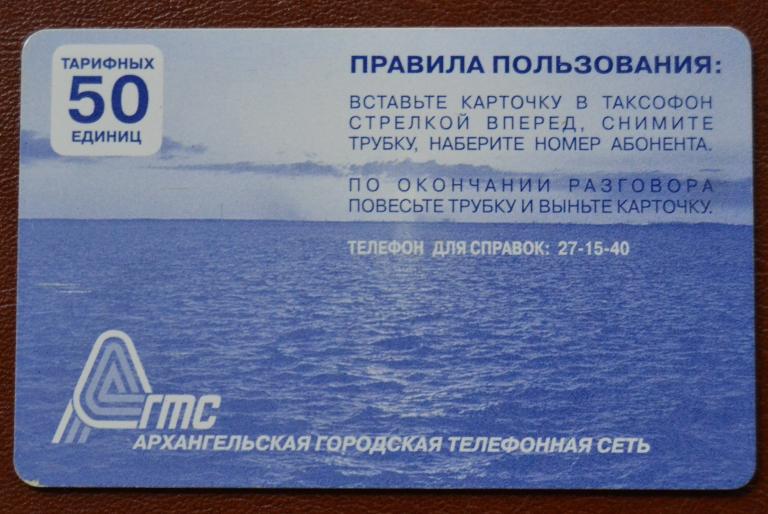 ТАРИФНЫХ
50
ЕДИНИЦ
ПРАВИЛА ПОЛЬЗОВАНИЯ:
ВСТАВЬТЕ КАРТОЧКУ В ТАКСОФОН
СТРЕЛКОЙ ВПЕРЕД, СНИМИТЕ
ТРУБКУ, НАБЕРИТЕ НОМЕР АБОНЕНТА.
ПО ОКОНЧАНИИ РАЗГОВОРА
ПОВЕСЬТЕ ТРУБКУ И ВЫНЬТЕ КАРТОЧКУ.
ТЕЛЕФОН ДЛЯ СПРАВОК: 27-15-40
АГТС
АРХАНГЕЛЬСКАЯ ГОРОДСКАЯ ТЕЛЕФОННАЯ СЕТЬ